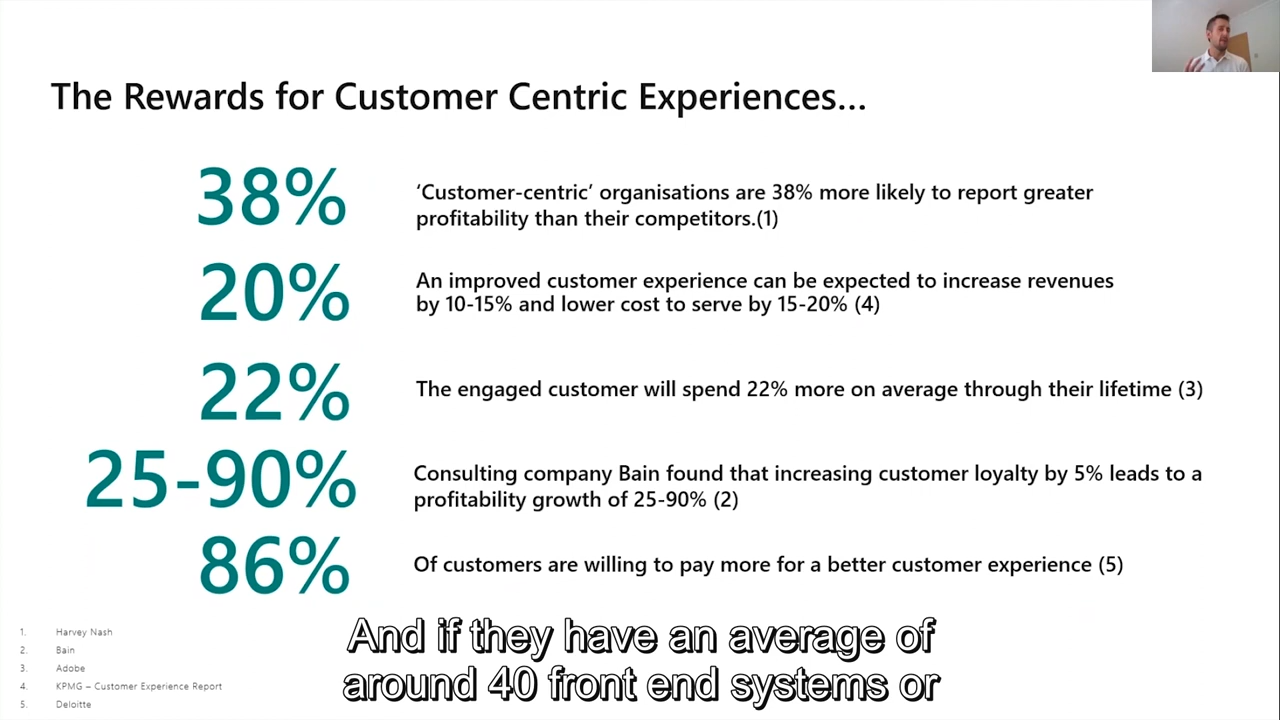 The Rewards for Customer Centric Experiences...
38%
‘Customer-centric’ organisations are 38% more likely to report greater
profitability than their competitors.(1)
20%
An improved customer experience can be expected to increase revenues
by 10-15% and lower cost to serve by 15-20% (4)
22%
The engaged customer will spend 22% more on average through their lifetime (3)
25-90%
Consulting company Bain found that increasing customer loyalty by 5% leads to a
profitability growth of 25-90% (2)
86%
Of customers are willing to pay more for a better customer experience (5)
1. Harvey Nash
2. Bain
3. Adobe
4. KPMG – Customer Experience Report
5. Deloitte
And if they have an average of
around 40 front end systems or